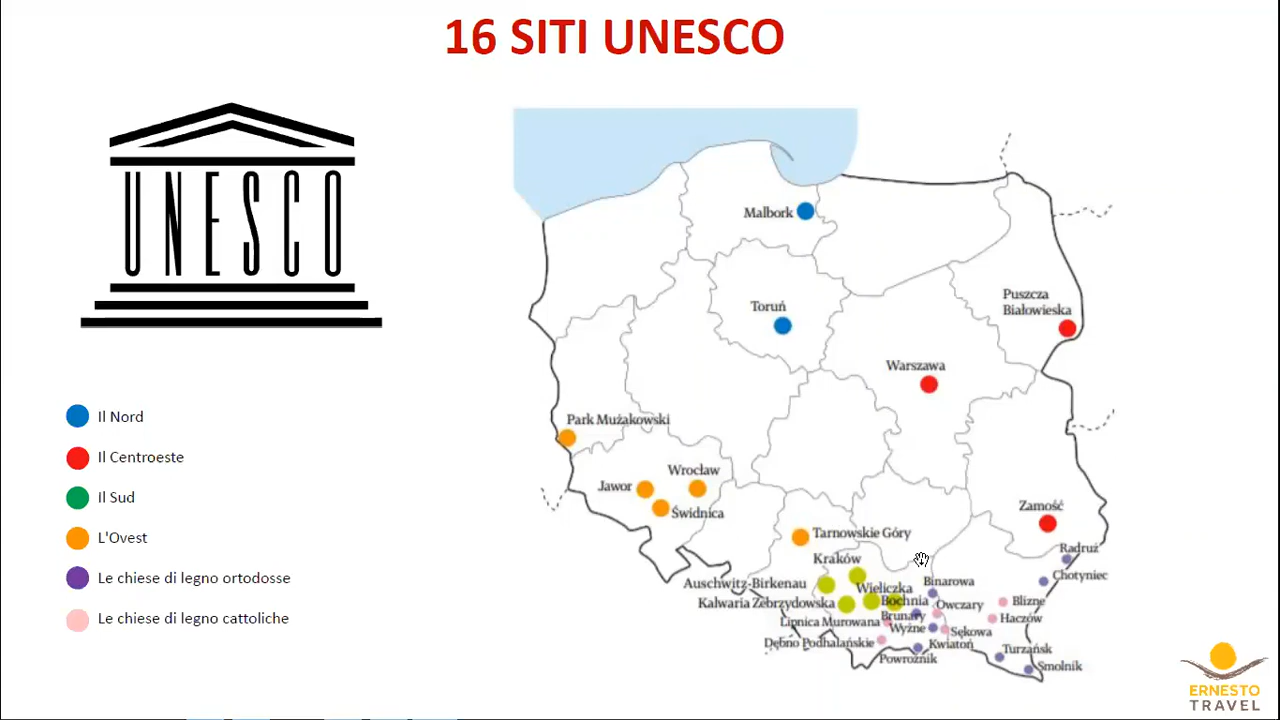 16 SITI UNESCO
UNESCO
Il Nord
Il Centroeste
Il Sud
L'Ovest
Le chiese di legno ortodosse
Le chiese di legno cattoliche
Malbork
Toruń
Puszcza
Białowieska
Warszawa
Park Mużakowski
Wrocław
Jawor
Świdnica
Zamość
Tarnowskie Góry
Radruż
Kraków
Chotyniec
Auschwitz-Birkenau
Wieliczka
Binarowa
Kalwaria Zebrzydowska
Bochnia
Owczary
Blizne
Lipnica Murowana
Brunary
Haczów
Wyżne
Sękowa
Dębno Podhalańskie
Kwiatoń
Turzańsk
Powroźnik
Smolnik
ERNESTO
TRAVEL